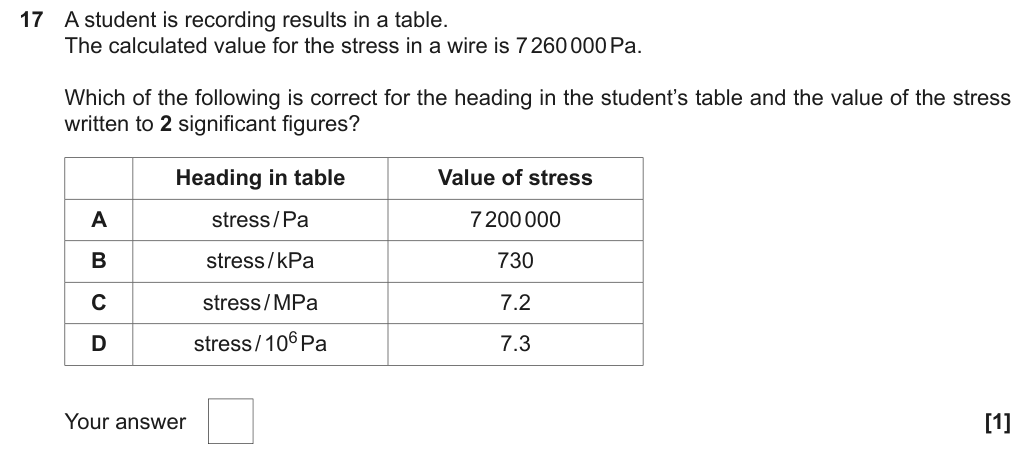 17 A student is recording results in a table.
The calculated value for the stress in a wire is 7 260 000 Pa.
Which of the following is correct for the heading in the student's table and the value of the stress
written to 2 significant figures?
Heading in table Value of stress
A stress / Pa 7 200 000
B stress / kPa 730
C stress / MPa 7.2
D stress / 10⁶ Pa 7.3
Your answer [1]